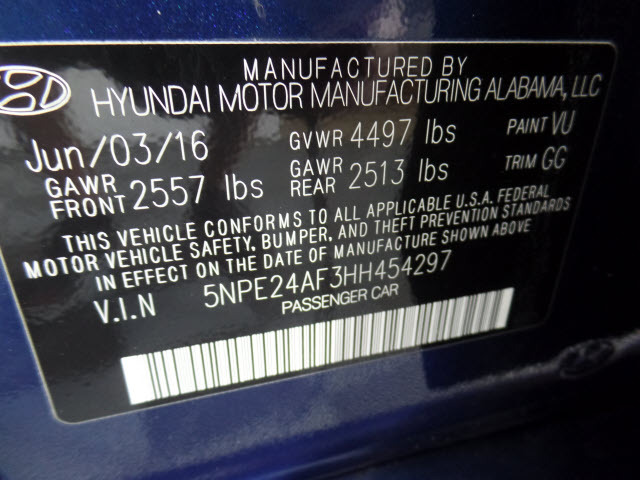 MANUFACTURED BY
HYUNDAI MOTOR MANUFACTURING ALABAMA, LLC
Jun/03/16 GVWR 4497 lbs PAINT VU
GAWR FRONT 2557 lbs GAWR REAR 2513 lbs TRIM GG
THIS VEHICLE CONFORMS TO ALL APPLICABLE U.S.A. FEDERAL
MOTOR VEHICLE SAFETY, BUMPER, AND THEFT PREVENTION STANDARDS
IN EFFECT ON THE DATE OF MANUFACTURE SHOWN ABOVE
V.I.N 5NPE24AF3HH454297
PASSENGER CAR